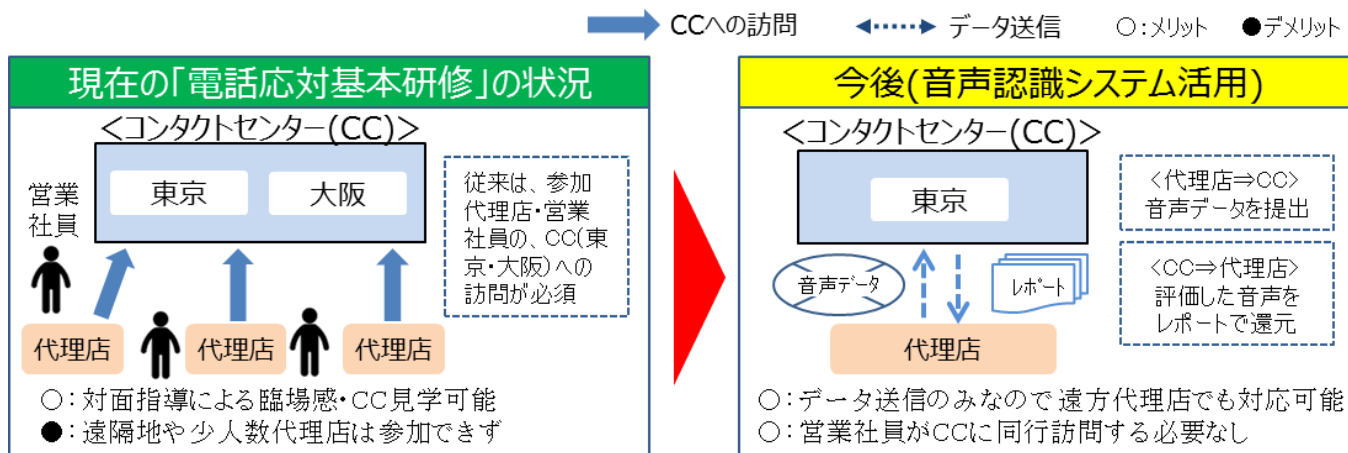 CCへの訪問 データ送信 ○:メリット ●デメリット
現在の「電話応対基本研修」の状況
<コンタクトセンター(CC)>
営業
社員
東京
大阪
従来は、参加
代理店・営業
社員の、CC(東
京・大阪)への
訪問が必須
代理店
代理店
代理店
○:対面指導による臨場感・CC見学可能
●:遠隔地や少人数代理店は参加できず
今後(音声認識システム活用)
<コンタクトセンター(CC)>
東京
<代理店⇒CC>
音声データを提出
音声データ
レポート
<CC⇒代理店>
評価した音声を
レポートで還元
代理店
○:データ送信のみなので遠方代理店でも対応可能
○:営業社員がCCに同行訪問する必要なし